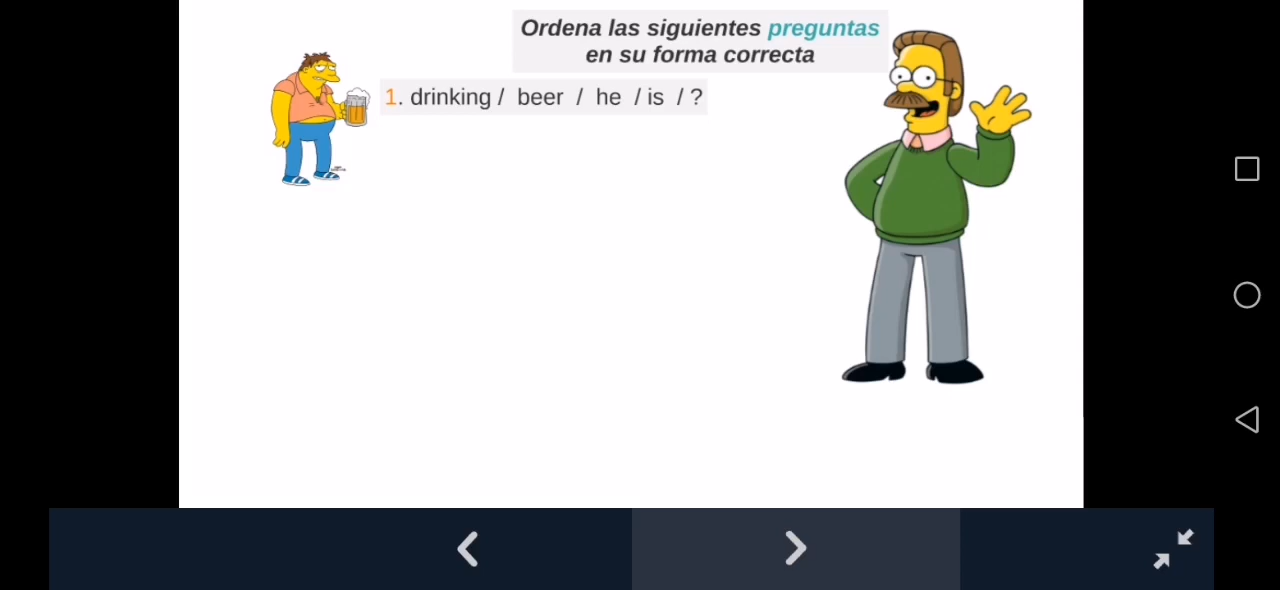 Ordena las siguientes preguntas
en su forma correcta
1. drinking / beer / he / is / ?